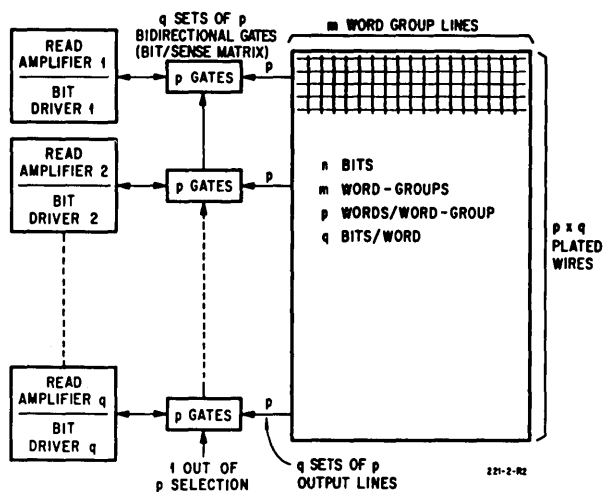 q SETS OF p
BIDIRECTIONAL GATES
(BIT/SENSE MATRIX)
m WORD GROUP LINES
READ
AMPLIFIER 1
BIT
DRIVER 1
p GATES
p
READ
AMPLIFIER 2
BIT
DRIVER 2
p GATES
p
n BITS
m WORD-GROUPS
p WORDS/WORD-GROUP
q BITS/WORD
p x q
PLATED
WIRES
READ
AMPLIFIER q
BIT
DRIVER q
p GATES
p
1 OUT OF
p SELECTION
q SETS OF p
OUTPUT LINES
221-2-R2